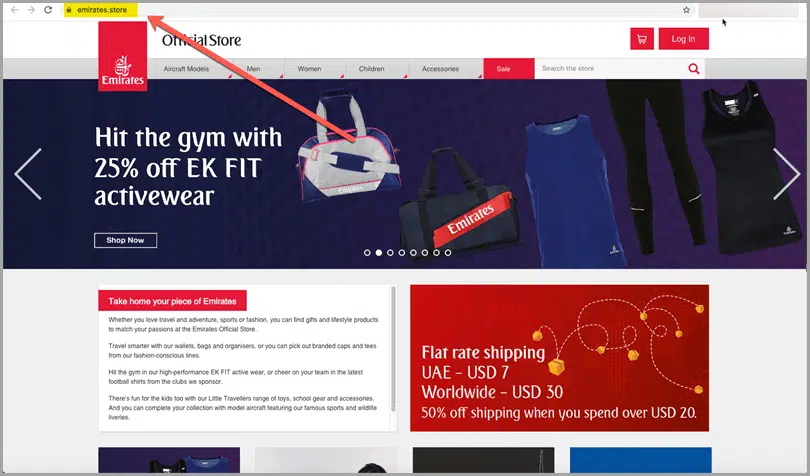 emirates.store
Official Store
Log In
Emirates
Aircraft Models
Men
Women
Children
Accessories
Sale
Search the store
Hit the gym with
25% off EK FIT
activewear
Shop Now
Emirates
Emirates
Take home your piece of Emirates
Whether you love travel and adventure, sports or fashion, you can find gifts and lifestyle products
to match your passions at the Emirates Official Store.
Travel smarter with our wallets, bags and organisers, or you can pick out branded caps and tees
from our fashion-conscious lines.
Hit the gym in our high-performance EK FIT active wear, or cheer on your team in the latest
football shirts from the clubs we sponsor.
There's fun for the kids too with our Little Travellers range of toys, school gear and accessories.
And you can complete your collection with model aircraft featuring our famous sports and wildlife
liveries.
Flat rate shipping
UAE – USD 7
Worldwide – USD 30
50% off shipping when you spend over USD 20.